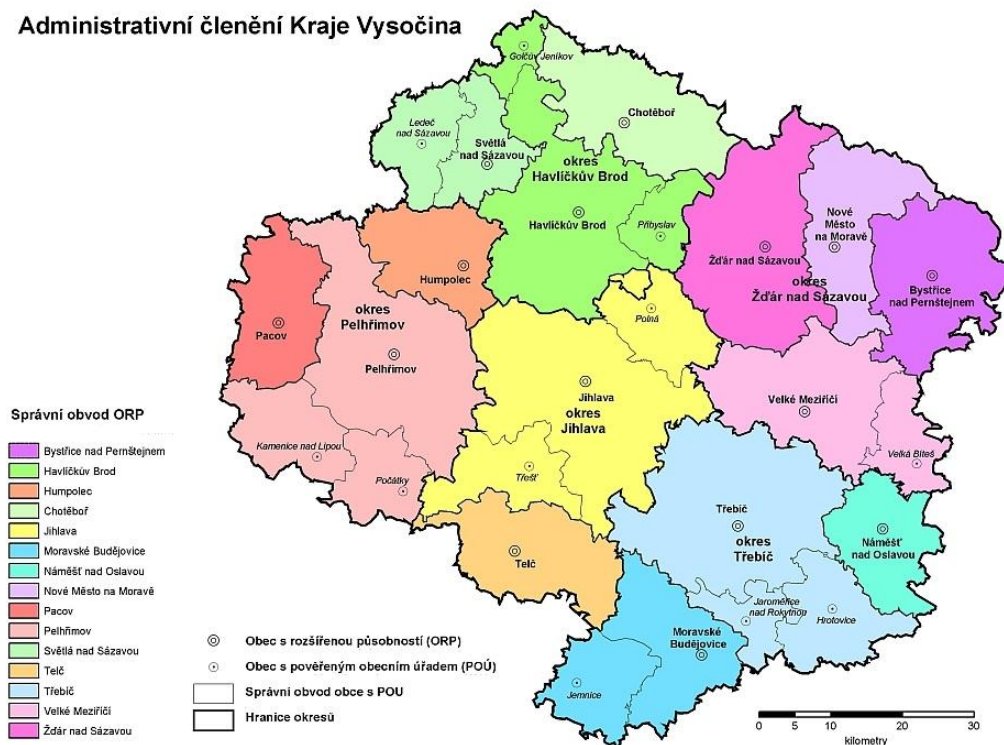 Administrativní členění Kraje Vysočina
Golčův Jeníkov
Chotěboř
Ledeč
nad Sázavou
Světlá
nad Sázavou
okres
Havlíčkův Brod
Havlíčkův Brod
Přibyslav
Nové
Město
na Moravě
Žďár nad Sázavou
okres
Žďár nad Sázavou
Bystřice
nad Pernštejnem
Humpolec
okres
Pelhřimov
Pacov
Pelhřimov
Polná
Jihlava
okres
Jihlava
Velké Meziříčí
Velká Bíteš
Kamenice nad Lipou
Počátky
Třešť
Telč
Třebíč
okres
Třebíč
Náměšť
nad Oslavou
Jaroměřice
nad Rokytnou
Hrotovice
Moravské
Budějovice
Jemnice
Správní obvod ORP
Bystřice nad Pernštejnem
Havlíčkův Brod
Humpolec
Chotěboř
Jihlava
Moravské Budějovice
Náměšť nad Oslavou
Nové Město na Moravě
Pacov
Pelhřimov
Světlá nad Sázavou
Telč
Třebíč
Velké Meziříčí
Žďár nad Sázavou
Obec s rozšířenou působností (ORP)
Obec s pověřeným obecním úřadem (POÚ)
Správní obvod obce s POU
Hranice okresů
0 5 10 20 30
kilometry